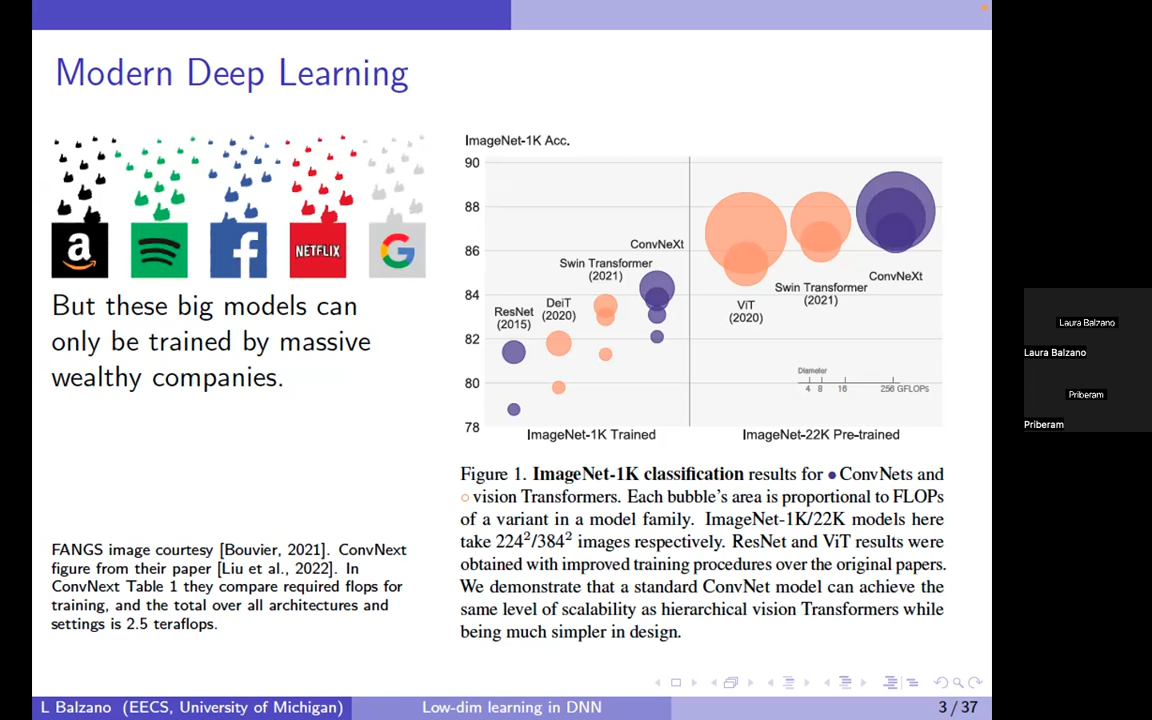 Modern Deep Learning
a
f
NETFLIX
G
But these big models can
only be trained by massive
wealthy companies.
FANGS image courtesy [Bouvier, 2021]. ConvNext
figure from their paper [Liu et al., 2022]. In
ConvNext Table 1 they compare required flops for
training, and the total over all architectures and
settings is 2.5 teraflops.
ImageNet-1K Acc.
90
88
86
84
82
80
78
ResNet
(2015)
DeiT
(2020)
Swin Transformer
(2021)
ConvNeXt
ViT
(2020)
Swin Transformer
(2021)
ConvNeXt
Diameter
4 8 16 256 GFLOPs
ImageNet-1K Trained
ImageNet-22K Pre-trained
Figure 1. ImageNet-1K classification results for • ConvNets and
○ vision Transformers. Each bubble's area is proportional to FLOPs
of a variant in a model family. ImageNet-1K/22K models here
take 224²/384² images respectively. ResNet and ViT results were
obtained with improved training procedures over the original papers.
We demonstrate that a standard ConvNet model can achieve the
same level of scalability as hierarchical vision Transformers while
being much simpler in design.
L Balzano (EECS, University of Michigan)
Low-dim learning in DNN
3 / 37
Laura Balzano
Laura Balzano
Priberam
Priberam